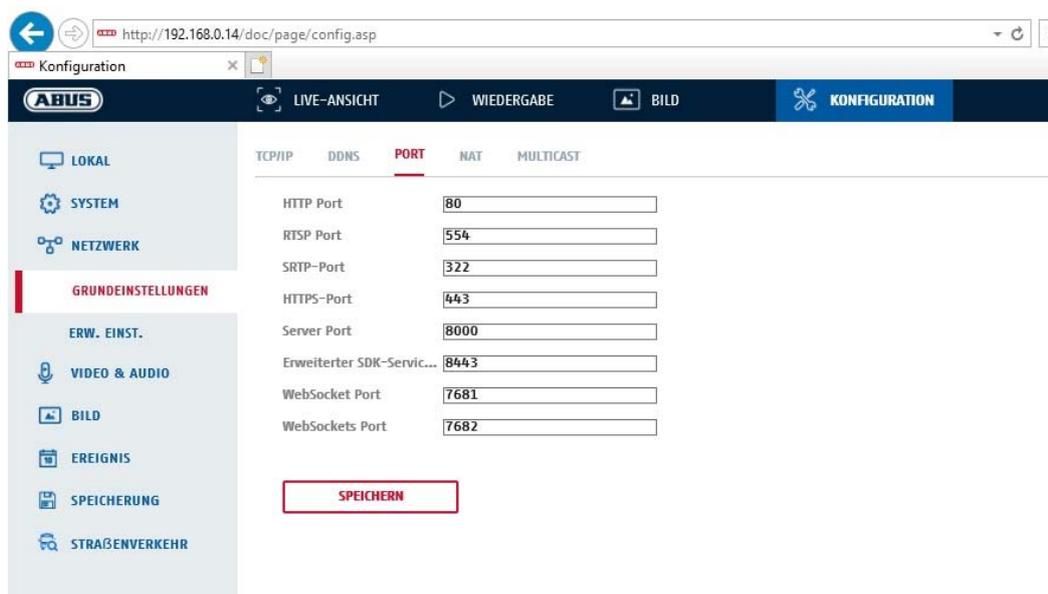 http://192.168.0.14/doc/page/config.asp
Konfiguration
ABUS LIVE-ANSICHT WIEDERGABE BILD KONFIGURATION
LOKAL
SYSTEM
NETZWERK
GRUNDEINSTELLUNGEN
ERW. EINST.
VIDEO & AUDIO
BILD
EREIGNIS
SPEICHERUNG
STRAßENVERKEHR
TCP/IP DDNS PORT NAT MULTICAST
HTTP Port 80
RTSP Port 554
SRTP-Port 322
HTTPS-Port 443
Server Port 8000
Erweiterter SDK-Servic... 8443
WebSocket Port 7681
WebSockets Port 7682
SPEICHERN